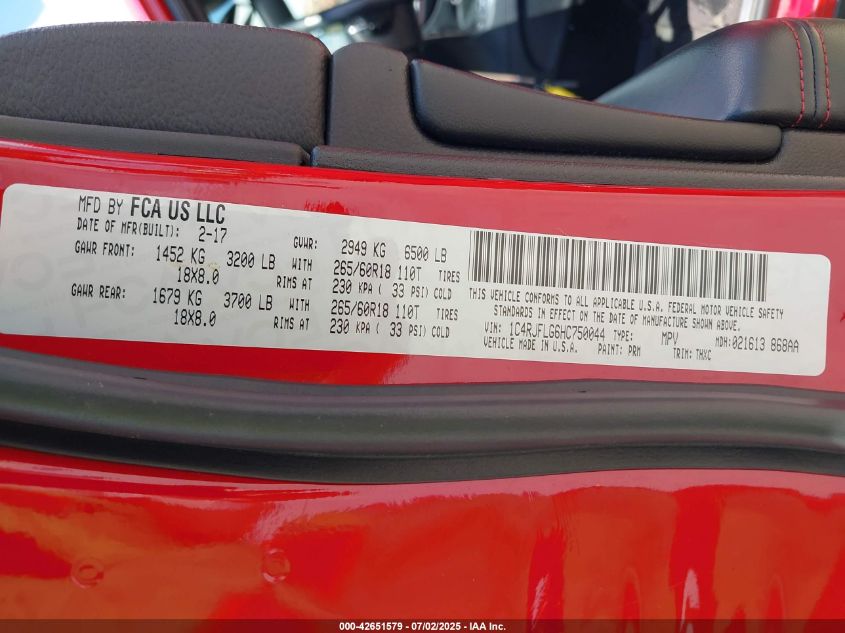 MFD BY FCA US LLC
DATE OF MFR(BUILT): 2-17 GVWR: 2949 KG 6500 LB
GAWR FRONT: 1452 KG 3200 LB WITH 265/60R18 110T TIRES
18X8.0 RIMS AT 230 KPA ( 33 PSI) COLD
GAWR REAR: 1679 KG 3700 LB WITH 265/60R18 110T TIRES
18X8.0 RIMS AT 230 KPA ( 33 PSI) COLD
THIS VEHICLE CONFORMS TO ALL APPLICABLE U.S.A. FEDERAL MOTOR VEHICLE SAFETY
STANDARDS IN EFFECT ON THE DATE OF MANUFACTURE SHOWN ABOVE.
VIN: 1C4RJFLG6HC750044 TYPE: MPV MDH:021613 868AA
VEHICLE MADE IN U.S.A. PAINT: PRM TRIM: THXC
000-42651579 - 07/02/2025 - IAA Inc.